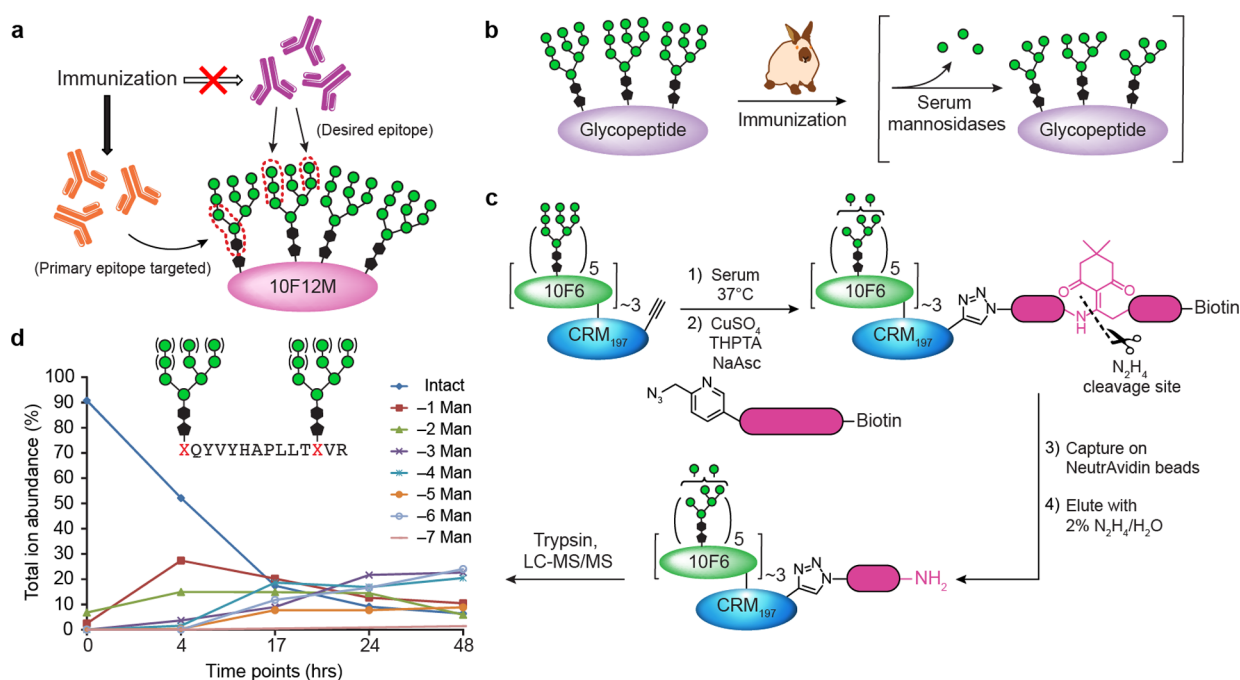 a
Immunization
(Desired epitope)
(Primary epitope targeted)
10F12M
b
Glycopeptide
Immunization
Serum
mannosidases
Glycopeptide
c
5
10F6
~3
CRM197
1) Serum
37°C
2) CuSO4
THPTA
NaAsc
N3
N
Biotin
5
10F6
~3
CRM197
N=N
N
O
O
N
H
Biotin
N2H4
cleavage site
3) Capture on
NeutrAvidin beads
4) Elute with
2% N2H4/H2O
5
10F6
~3
CRM197
N=N
N
NH2
Trypsin,
LC-MS/MS
d
Total ion abundance (%)
100
90
80
70
60
50
40
30
20
10
0
0
4
17
24
48
Time points (hrs)
XQYVYHAPLLTXVR
Intact
–1 Man
–2 Man
–3 Man
–4 Man
–5 Man
–6 Man
–7 Man